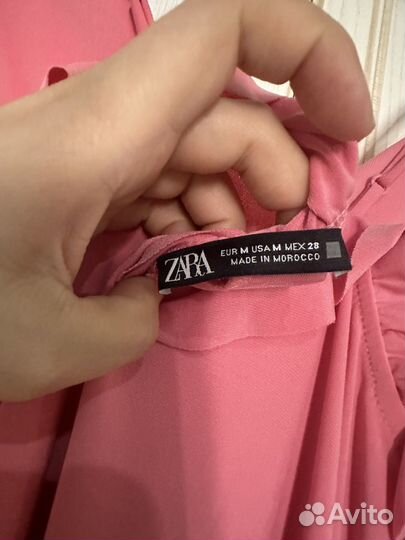 ZARA
EUR M USA M MEX 28
MADE IN MOROCCO
Avito